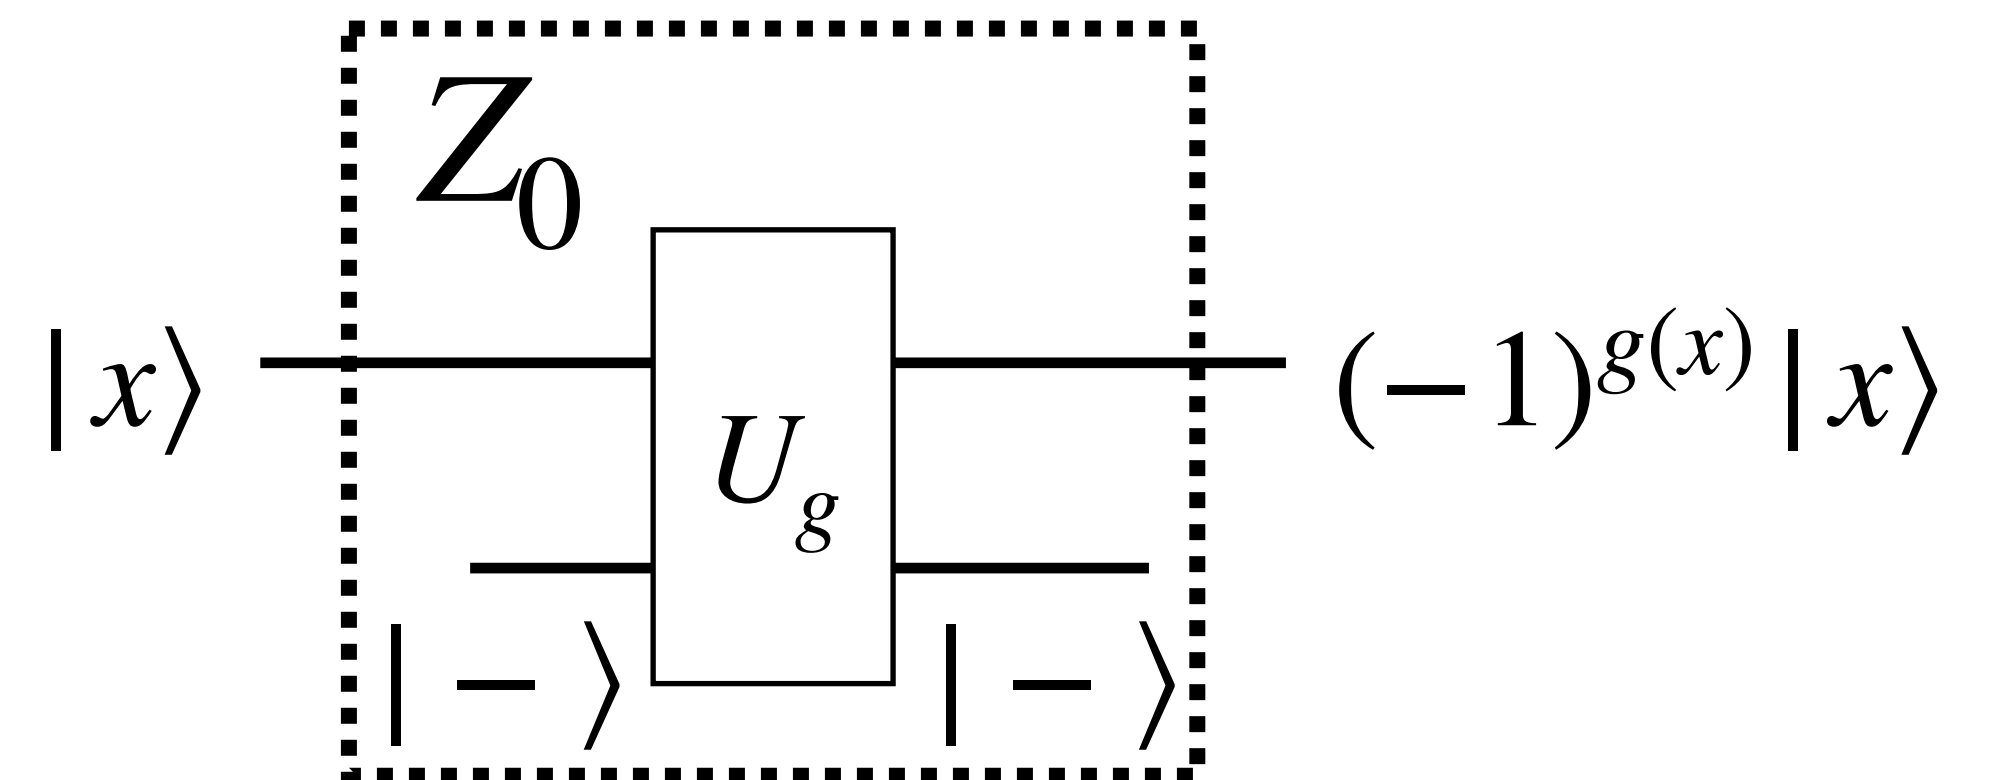 Z₀
|x⟩ (−1)^{g(x)} |x⟩
U_g
|−⟩ |−⟩